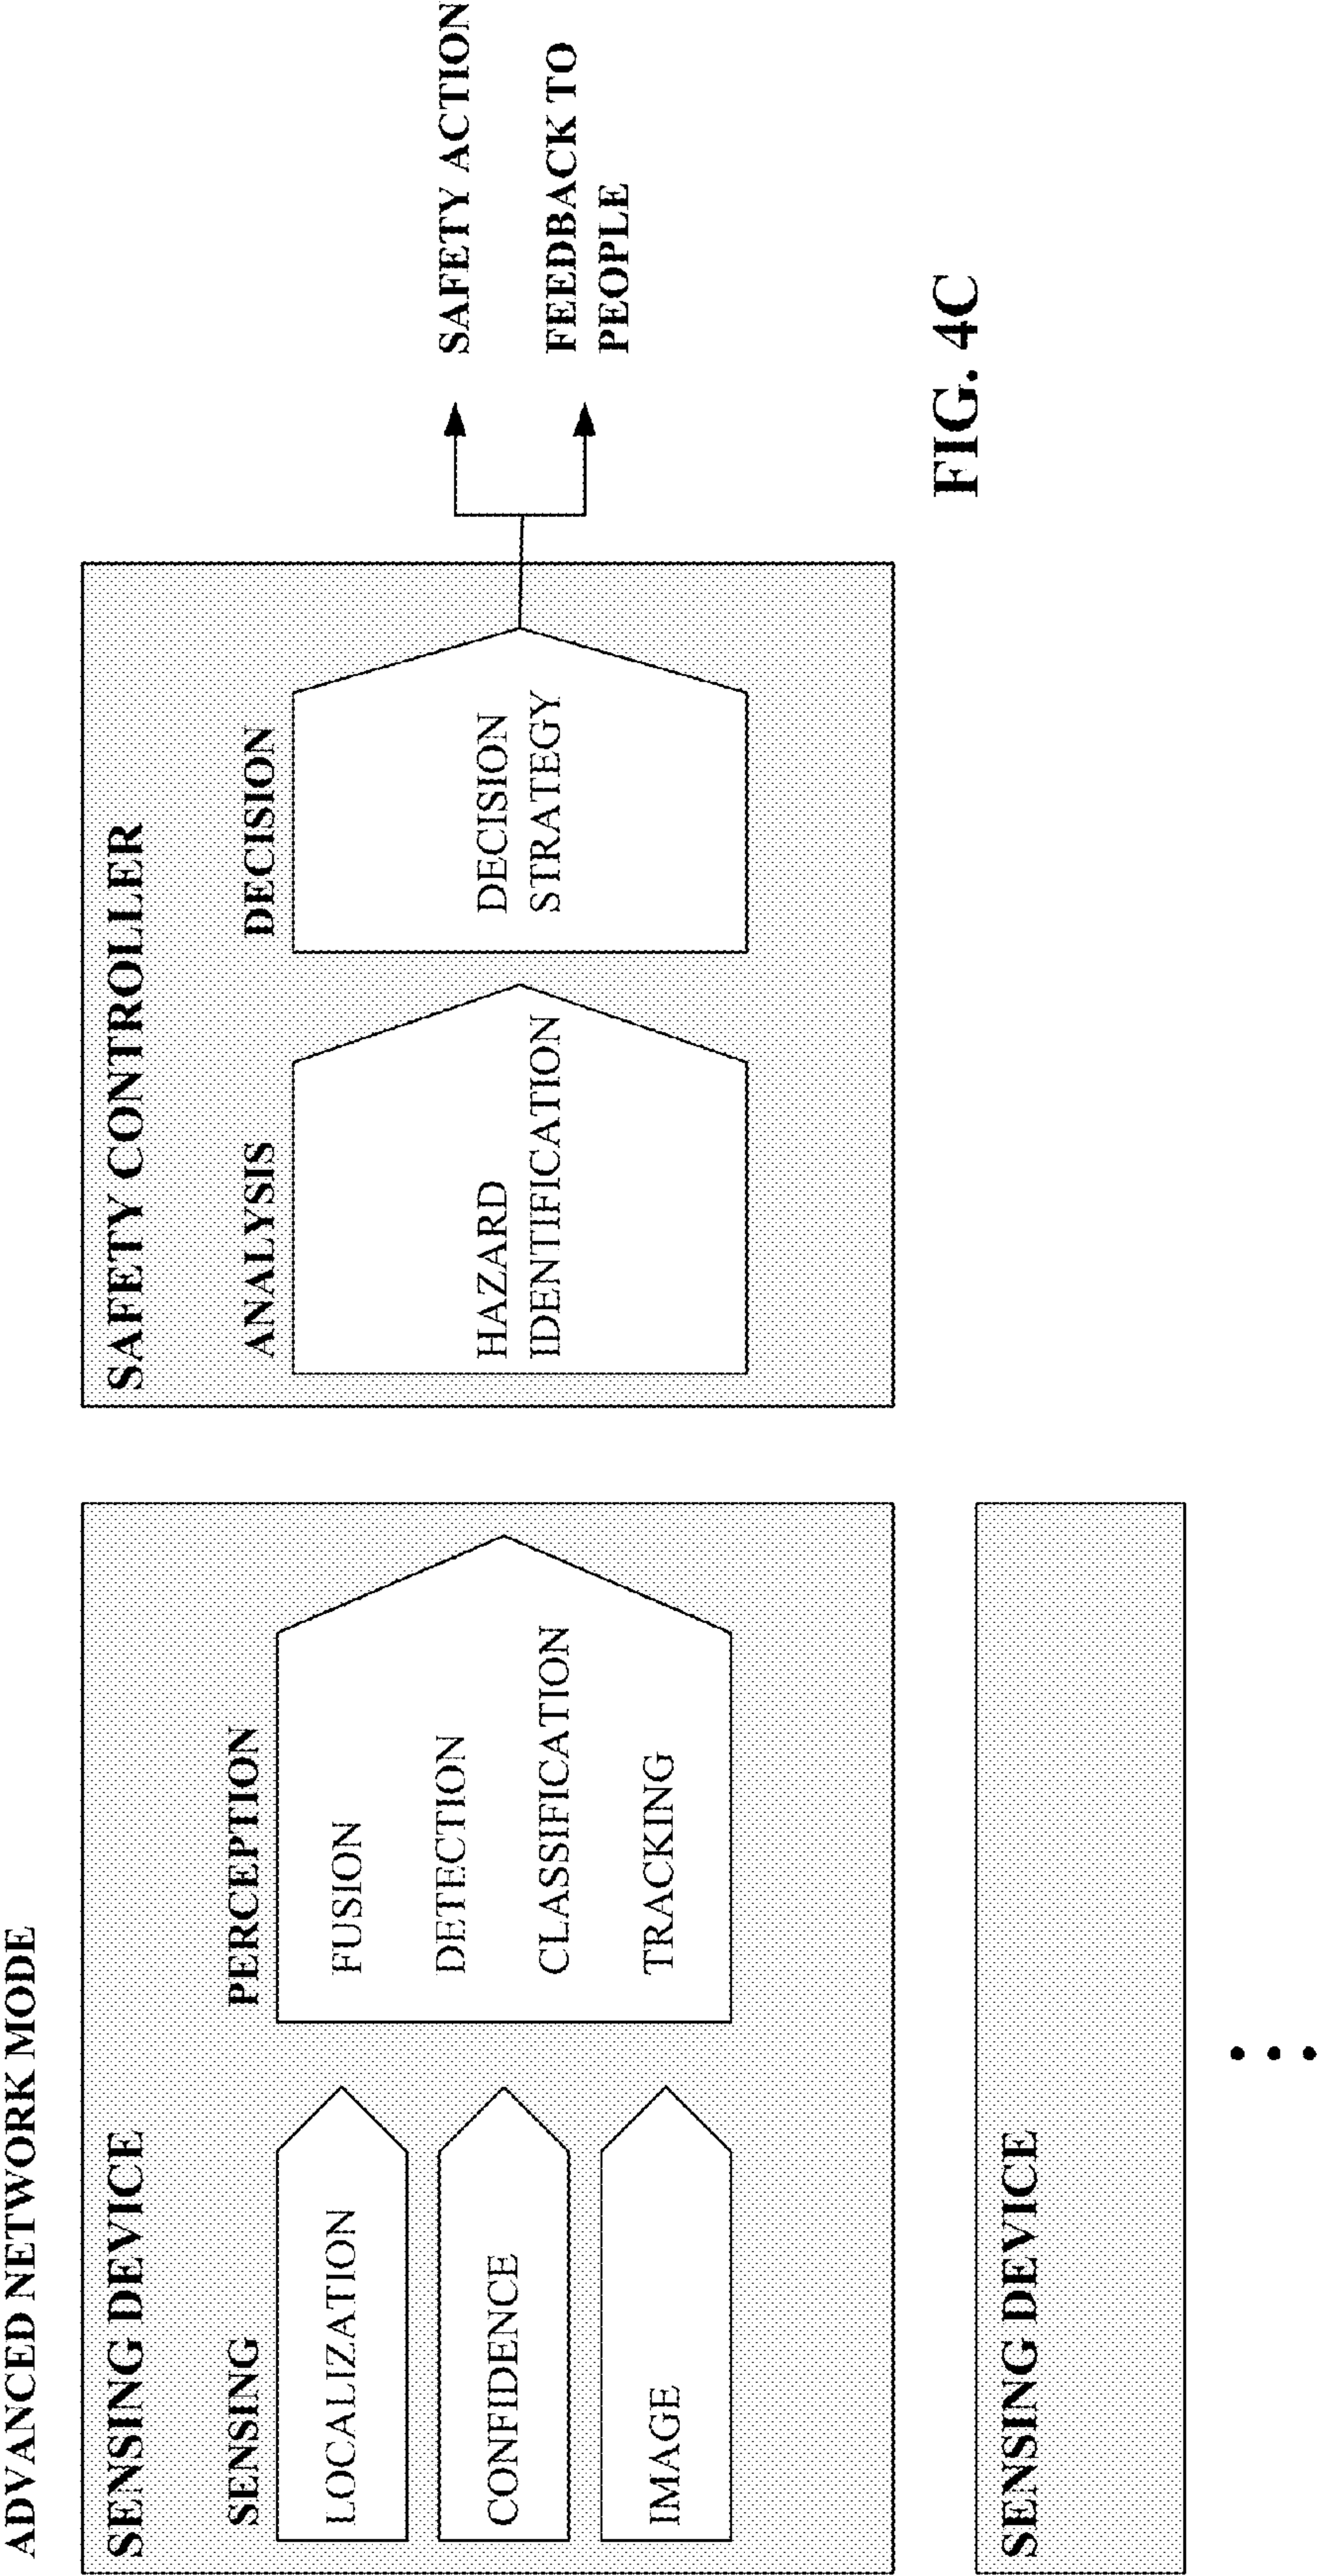 ADVANCED NETWORK MODE
SENSING DEVICE
SENSING
LOCALIZATION
CONFIDENCE
IMAGE
PERCEPTION
FUSION
DETECTION
CLASSIFICATION
TRACKING
SAFETY CONTROLLER
ANALYSIS
HAZARD
IDENTIFICATION
DECISION
DECISION
STRATEGY
SAFETY ACTION
FEEDBACK TO
PEOPLE
SENSING DEVICE
FIG. 4C